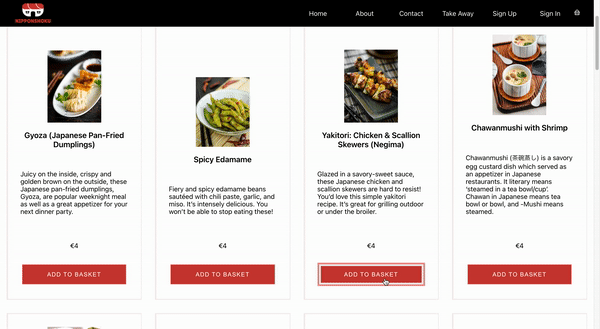 NIPPONSHOKU
Home
About
Contact
Take Away
Sign Up
Sign In
Gyoza (Japanese Pan-Fried
Dumplings)
Juicy on the inside, crispy and
golden brown on the outside, these
Japanese pan-fried dumplings,
Gyoza, are popular weeknight meal
as well as a great appetizer for your
next dinner party.
€4
ADD TO BASKET
Spicy Edamame
Fiery and spicy edamame beans
sautéed with chili paste, garlic, and
miso. It's intensely delicious. You
won't be able to stop eating these!
€4
ADD TO BASKET
Yakitori: Chicken & Scallion
Skewers (Negima)
Glazed in a savory-sweet sauce,
these Japanese chicken and
scallion skewers are hard to resist!
You'd love this simple yakitori
recipe. It's great for grilling outdoor
or under the broiler.
€4
ADD TO BASKET
Chawanmushi with Shrimp
Chawanmushi (茶碗蒸し) is a savory
egg custard dish which served as
an appetizer in Japanese
restaurants. It literary means
'steamed in a tea bowl/cup'.
Chawan in Japanese means tea
bowl or bowl, and -Mushi means
steamed.
€4
ADD TO BASKET